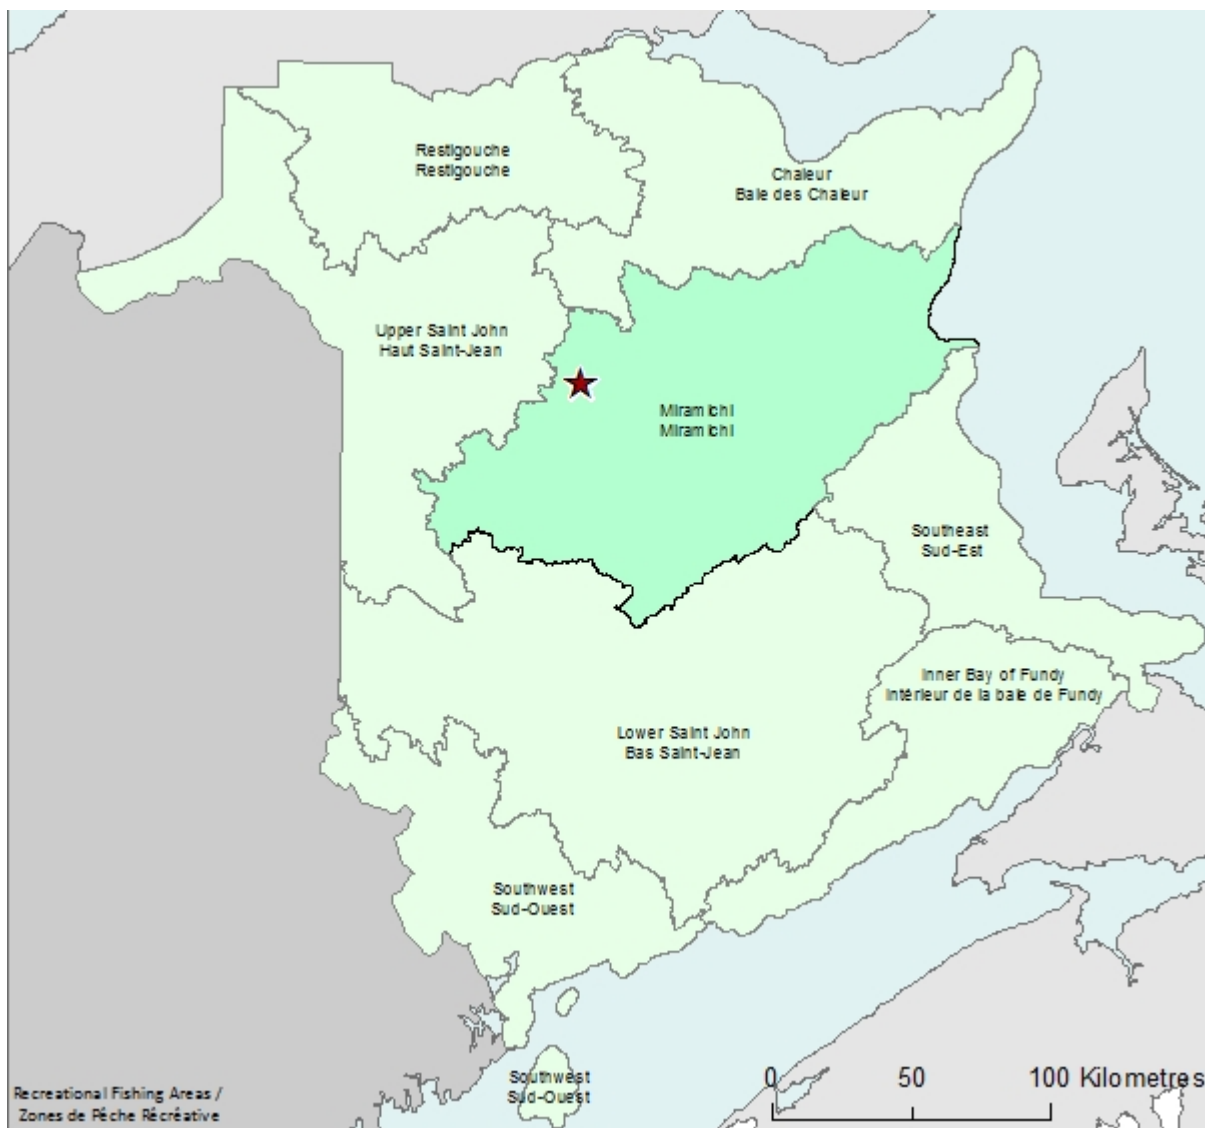 Restigouche
Restigouche
Chaleur
Baie des Chaleur
Upper Saint John
Haut Saint-Jean
Miramichi
Miramichi
Southeast
Sud-Est
Inner Bay of Fundy
Intérieur de la baie de Fundy
Lower Saint John
Bas Saint-Jean
Southwest
Sud-Ouest
Southwest
Sud-Ouest
0 50 100 Kilometres
Recreational Fishing Areas /
Zones de Pêche Récréative